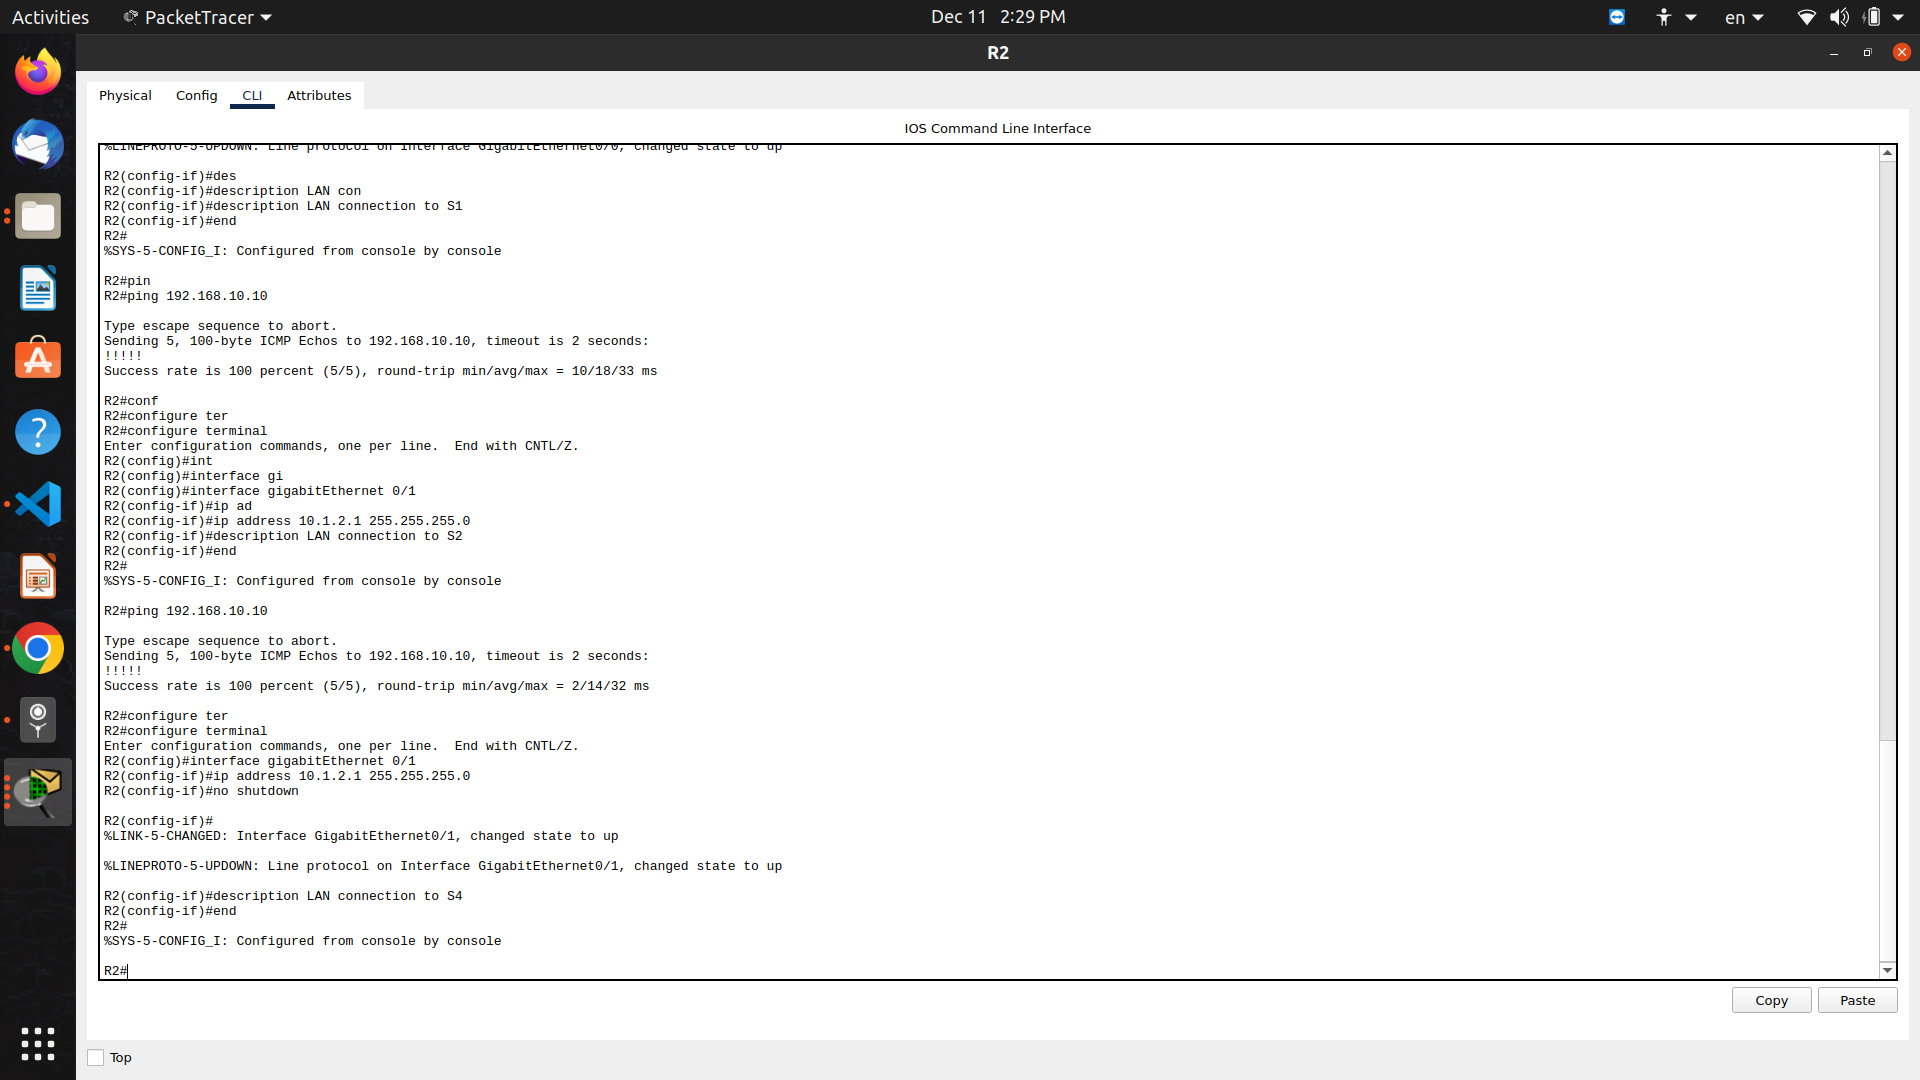 Activities
PacketTracer
Dec 11 2:29 PM
en
R2
Physical
Config
CLI
Attributes
IOS Command Line Interface
%LINEPROTO-5-UPDOWN: Line protocol on Interface GigabitEthernet0/0, changed state to up
R2(config-if)#des
R2(config-if)#description LAN con
R2(config-if)#description LAN connection to S1
R2(config-if)#end
R2#
%SYS-5-CONFIG_I: Configured from console by console
R2#pin
R2#ping 192.168.10.10
Type escape sequence to abort.
Sending 5, 100-byte ICMP Echos to 192.168.10.10, timeout is 2 seconds:
!!!!!
Success rate is 100 percent (5/5), round-trip min/avg/max = 10/18/33 ms
R2#conf
R2#configure ter
R2#configure terminal
Enter configuration commands, one per line.  End with CNTL/Z.
R2(config)#int
R2(config)#interface gi
R2(config)#interface gigabitEthernet 0/1
R2(config-if)#ip ad
R2(config-if)#ip address 10.1.2.1 255.255.255.0
R2(config-if)#description LAN connection to S2
R2(config-if)#end
R2#
%SYS-5-CONFIG_I: Configured from console by console
R2#ping 192.168.10.10
Type escape sequence to abort.
Sending 5, 100-byte ICMP Echos to 192.168.10.10, timeout is 2 seconds:
!!!!!
Success rate is 100 percent (5/5), round-trip min/avg/max = 2/14/32 ms
R2#configure ter
R2#configure terminal
Enter configuration commands, one per line.  End with CNTL/Z.
R2(config)#interface gigabitEthernet 0/1
R2(config-if)#ip address 10.1.2.1 255.255.255.0
R2(config-if)#no shutdown
R2(config-if)#
%LINK-5-CHANGED: Interface GigabitEthernet0/1, changed state to up
%LINEPROTO-5-UPDOWN: Line protocol on Interface GigabitEthernet0/1, changed state to up
R2(config-if)#description LAN connection to S4
R2(config-if)#end
R2#
%SYS-5-CONFIG_I: Configured from console by console
R2#
Copy
Paste
Top